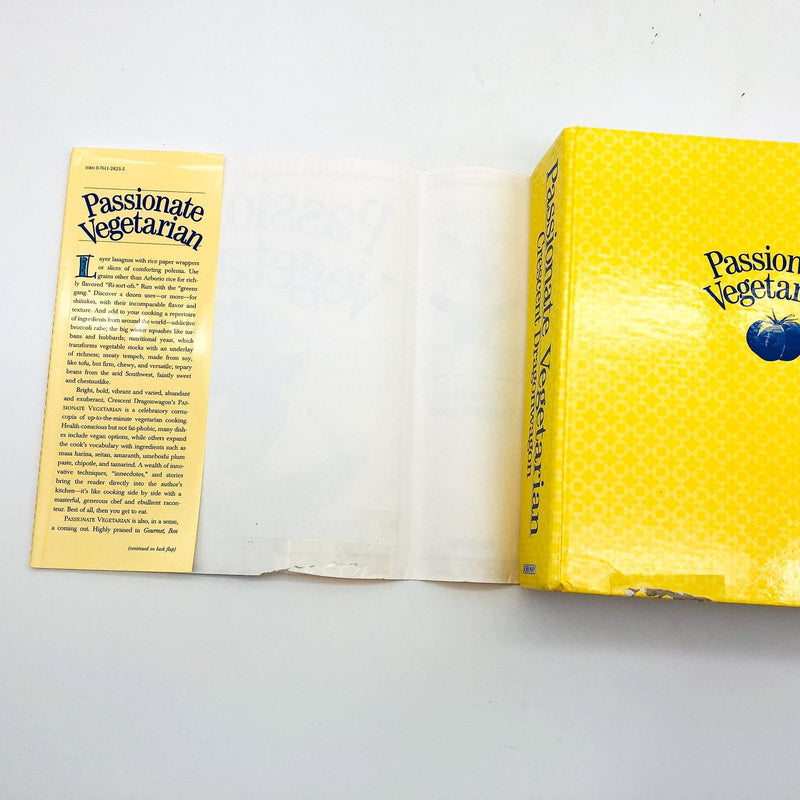 ISBN 0-7611-2824-5
Passionate
Vegetarian
Layer lasagnas with rice paper wrappers
or slices of comforting polenta. Use
grains other than Arborio rice for rich-
ly flavored "Ri-sort-ofs." Run with the "greens
gang." Discover a dozen uses—or more—for
shiitakes, with their incomparable flavor and
texture. And add to your cooking a repertoire
of ingredients from around the world—addictive
broccoli rabe; the big winter squashes like tur-
bans and hubbards; nutritional yeast, which
transforms vegetable stocks with an underlay
of richness; meaty tempeh, made from soy,
like tofu, but firm, chewy, and versatile; tepary
beans from the arid Southwest, faintly sweet
and chestnutlike.
Bright, bold, vibrant and varied, abundant
and exuberant, Crescent Dragonwagon's PAS-
SIONATE VEGETARIAN is a celebratory cornu-
copia of up-to-the-minute vegetarian cooking.
Health-conscious but not fat-phobic, many dish-
es include vegan options, while others expand
the cook's vocabulary with ingredients such as
masa harina, seitan, amaranth, umeboshi plum
paste, chipotle, and tamarind. A wealth of inno-
vative techniques, "innecdotes," and stories
bring the reader directly into the author's
kitchen—it's like cooking side by side with a
masterful, generous chef and ebullient racon-
teur. Best of all, then you get to eat.
PASSIONATE VEGETARIAN is also, in a sense,
a coming out. Highly praised in Gourmet, Bon
(continued on back flap)
Passionate Vegetarian
Crescent Dragonwagon
Passion
Vegetar